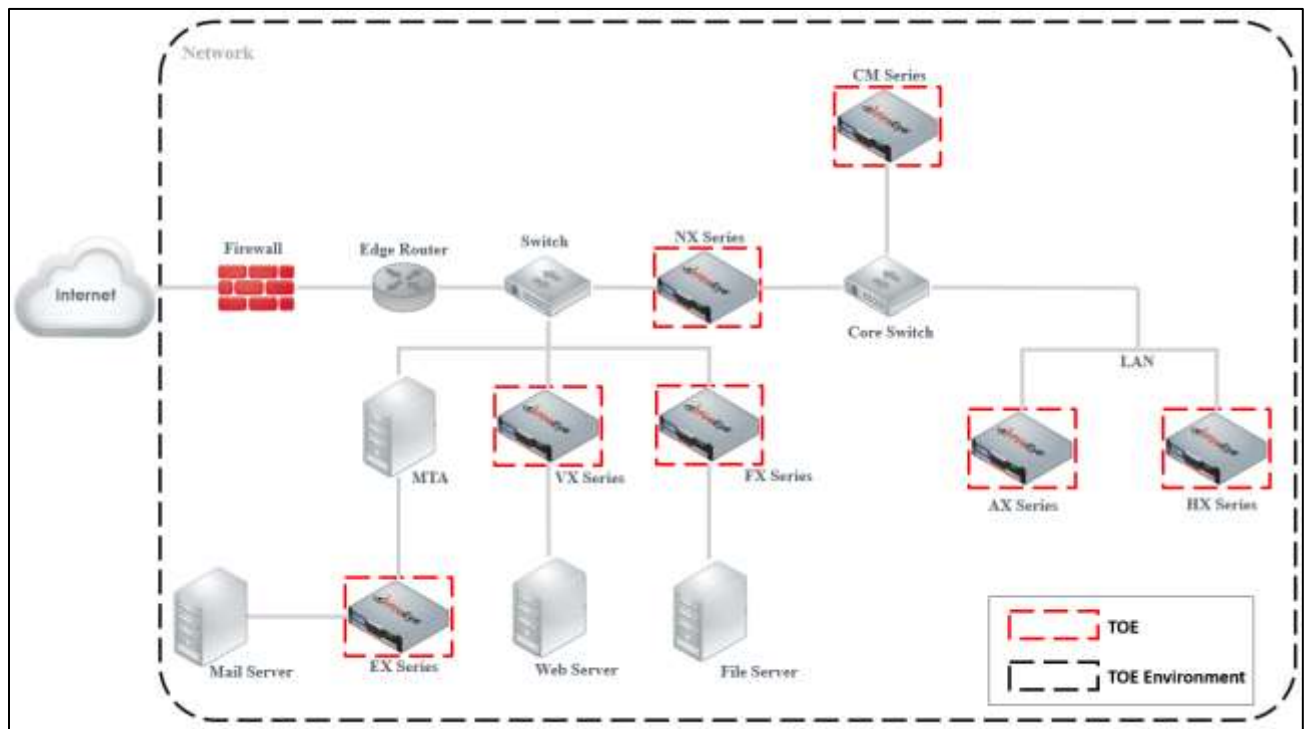 Network
CM Series
Firewall
Edge Router
Switch
NX Series
Internet
Core Switch
LAN
MTA
VX Series
FX Series
AX Series
HX Series
Mail Server
EX Series
Web Server
File Server
TOE
TOE Environment